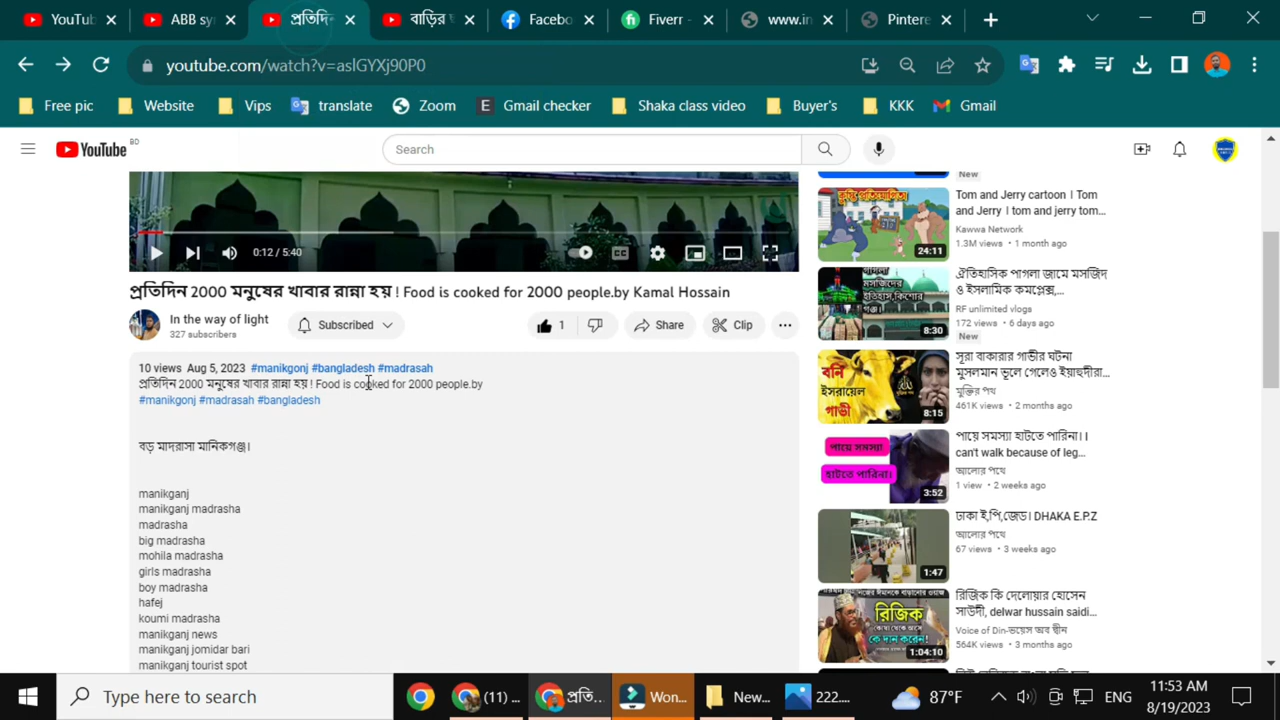 YouTub
ABB syr
প্রতিদি
বাড়ির
Facebo
Fiverr -
www.in
Pintere
youtube.com/watch?v=aslGYXj90P0
Free pic
Website
Vips
translate
Zoom
Gmail checker
Shaka class video
Buyer's
KKK
Gmail
YouTube BD
Search
0:12 / 5:40
প্রতিদিন 2000 মনুষের খাবার রান্না হয় ! Food is cooked for 2000 people.by Kamal Hossain
In the way of light
327 subscribers
Subscribed
1
Share
Clip
10 views Aug 5, 2023 #manikgonj #bangladesh #madrasah
প্রতিদিন 2000 মনুষের খাবার রান্না হয় ! Food is cooked for 2000 people.by
#manikgonj #madrasah #bangladesh
বড় মাদরাসা মানিকগঞ্জ।
manikganj
manikganj madrasha
madrasha
big madrasha
mohila madrasha
girls madrasha
boy madrasha
hafej
koumi madrasha
manikganj news
manikganj jomidar bari
manikganj tourist spot
New
Tom and Jerry cartoon । Tom
and Jerry । tom and jerry tom...
Kawwa Network
1.3M views • 1 month ago
24:11
ঐতিহাসিক পাগলা জামে মসজিদ
ও ইসলামিক কমপ্লেক্স,...
RF unlimited vlogs
172 views • 6 days ago
New
8:30
সূরা বাকারার গাভীর ঘটনা
মুসলমান ভুলে গেলেও ইয়াহুদীরা...
মুক্তির পথ
461K views • 2 months ago
বনি
ইসরায়েল
গাভী
8:15
পায়ে সমস্যা হাটতে পারিনা।।
can't walk because of leg...
আলোর পথে
1 view • 2 weeks ago
পায়ে সমস্যা
হাটতে পারিনা।
3:52
ঢাকা ই,পি,জেড। DHAKA E.P.Z
আলোর পথে
67 views • 3 weeks ago
1:47
রিজিক কি দেলোয়ার হোসেন
সাউদী, delwar hussain saidi...
Voice of Din-ভয়েস অব দ্বীন
564K views • 3 months ago
রিজিক
1:04:10
Type here to search
(11) ...
প্রতি...
Won...
New...
222....
87°F
ENG
11:53 AM
8/19/2023